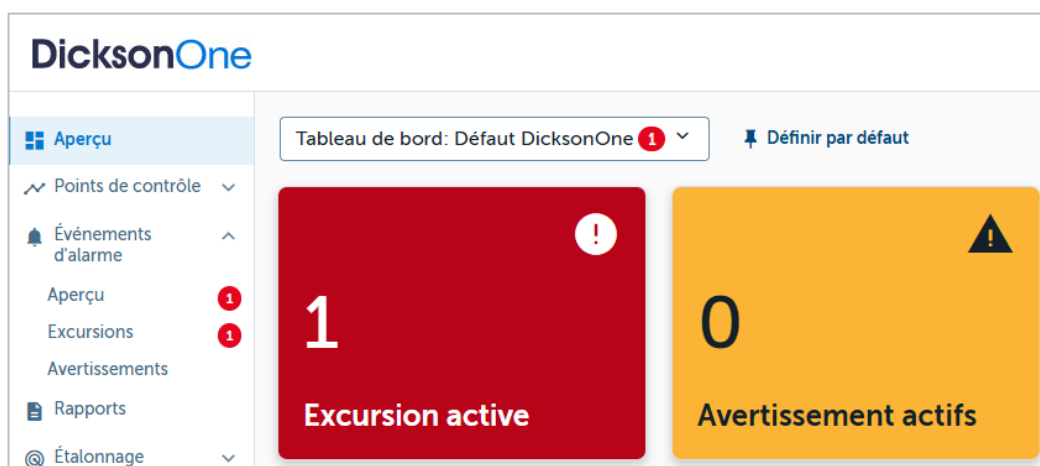 DicksonOne
Aperçu
Points de contrôle
Événements
d'alarme
Aperçu 1
Excursions 1
Avertissements
Rapports
Étalonnage
Tableau de bord: Défaut DicksonOne 1
Définir par défaut
!
1
Excursion active
!
0
Avertissement actifs